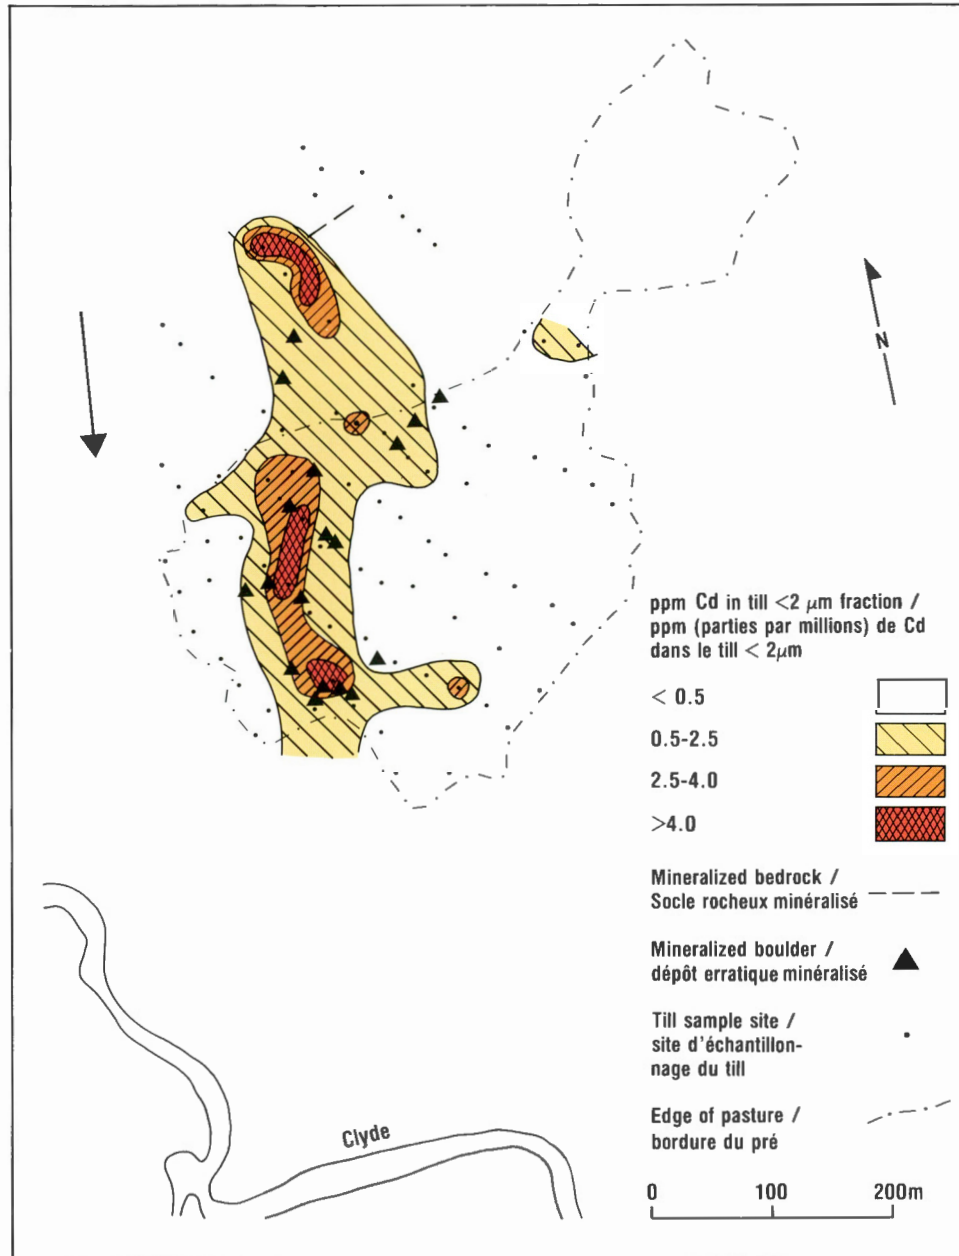 N
ppm Cd in till <2 μm fraction /
ppm (parties par millions) de Cd
dans le till < 2μm
< 0.5
0.5-2.5
2.5-4.0
>4.0
Mineralized bedrock /
Socle rocheux minéralisé
Mineralized boulder /
dépôt erratique minéralisé
Till sample site /
site d'échantillon-
nage du till
Edge of pasture /
bordure du pré
Clyde
0 100 200m